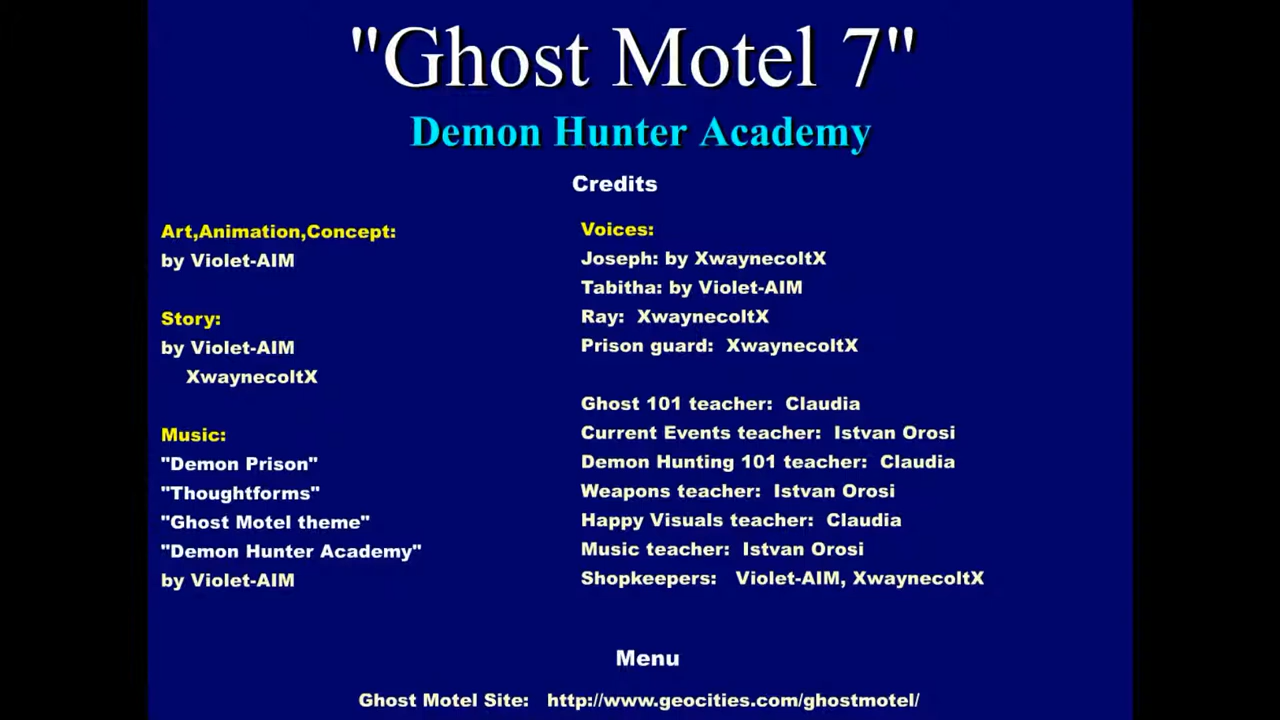 "Ghost Motel 7"
Demon Hunter Academy
Credits
Art,Animation,Concept:
by Violet-AIM
Story:
by Violet-AIM
XwaynecoltX
Music:
"Demon Prison"
"Thoughtforms"
"Ghost Motel theme"
"Demon Hunter Academy"
by Violet-AIM
Voices:
Joseph: by XwaynecoltX
Tabitha: by Violet-AIM
Ray: XwaynecoltX
Prison guard: XwaynecoltX
Ghost 101 teacher: Claudia
Current Events teacher: Istvan Orosi
Demon Hunting 101 teacher: Claudia
Weapons teacher: Istvan Orosi
Happy Visuals teacher: Claudia
Music teacher: Istvan Orosi
Shopkeepers: Violet-AIM, XwaynecoltX
Menu
Ghost Motel Site: http://www.geocities.com/ghostmotel/